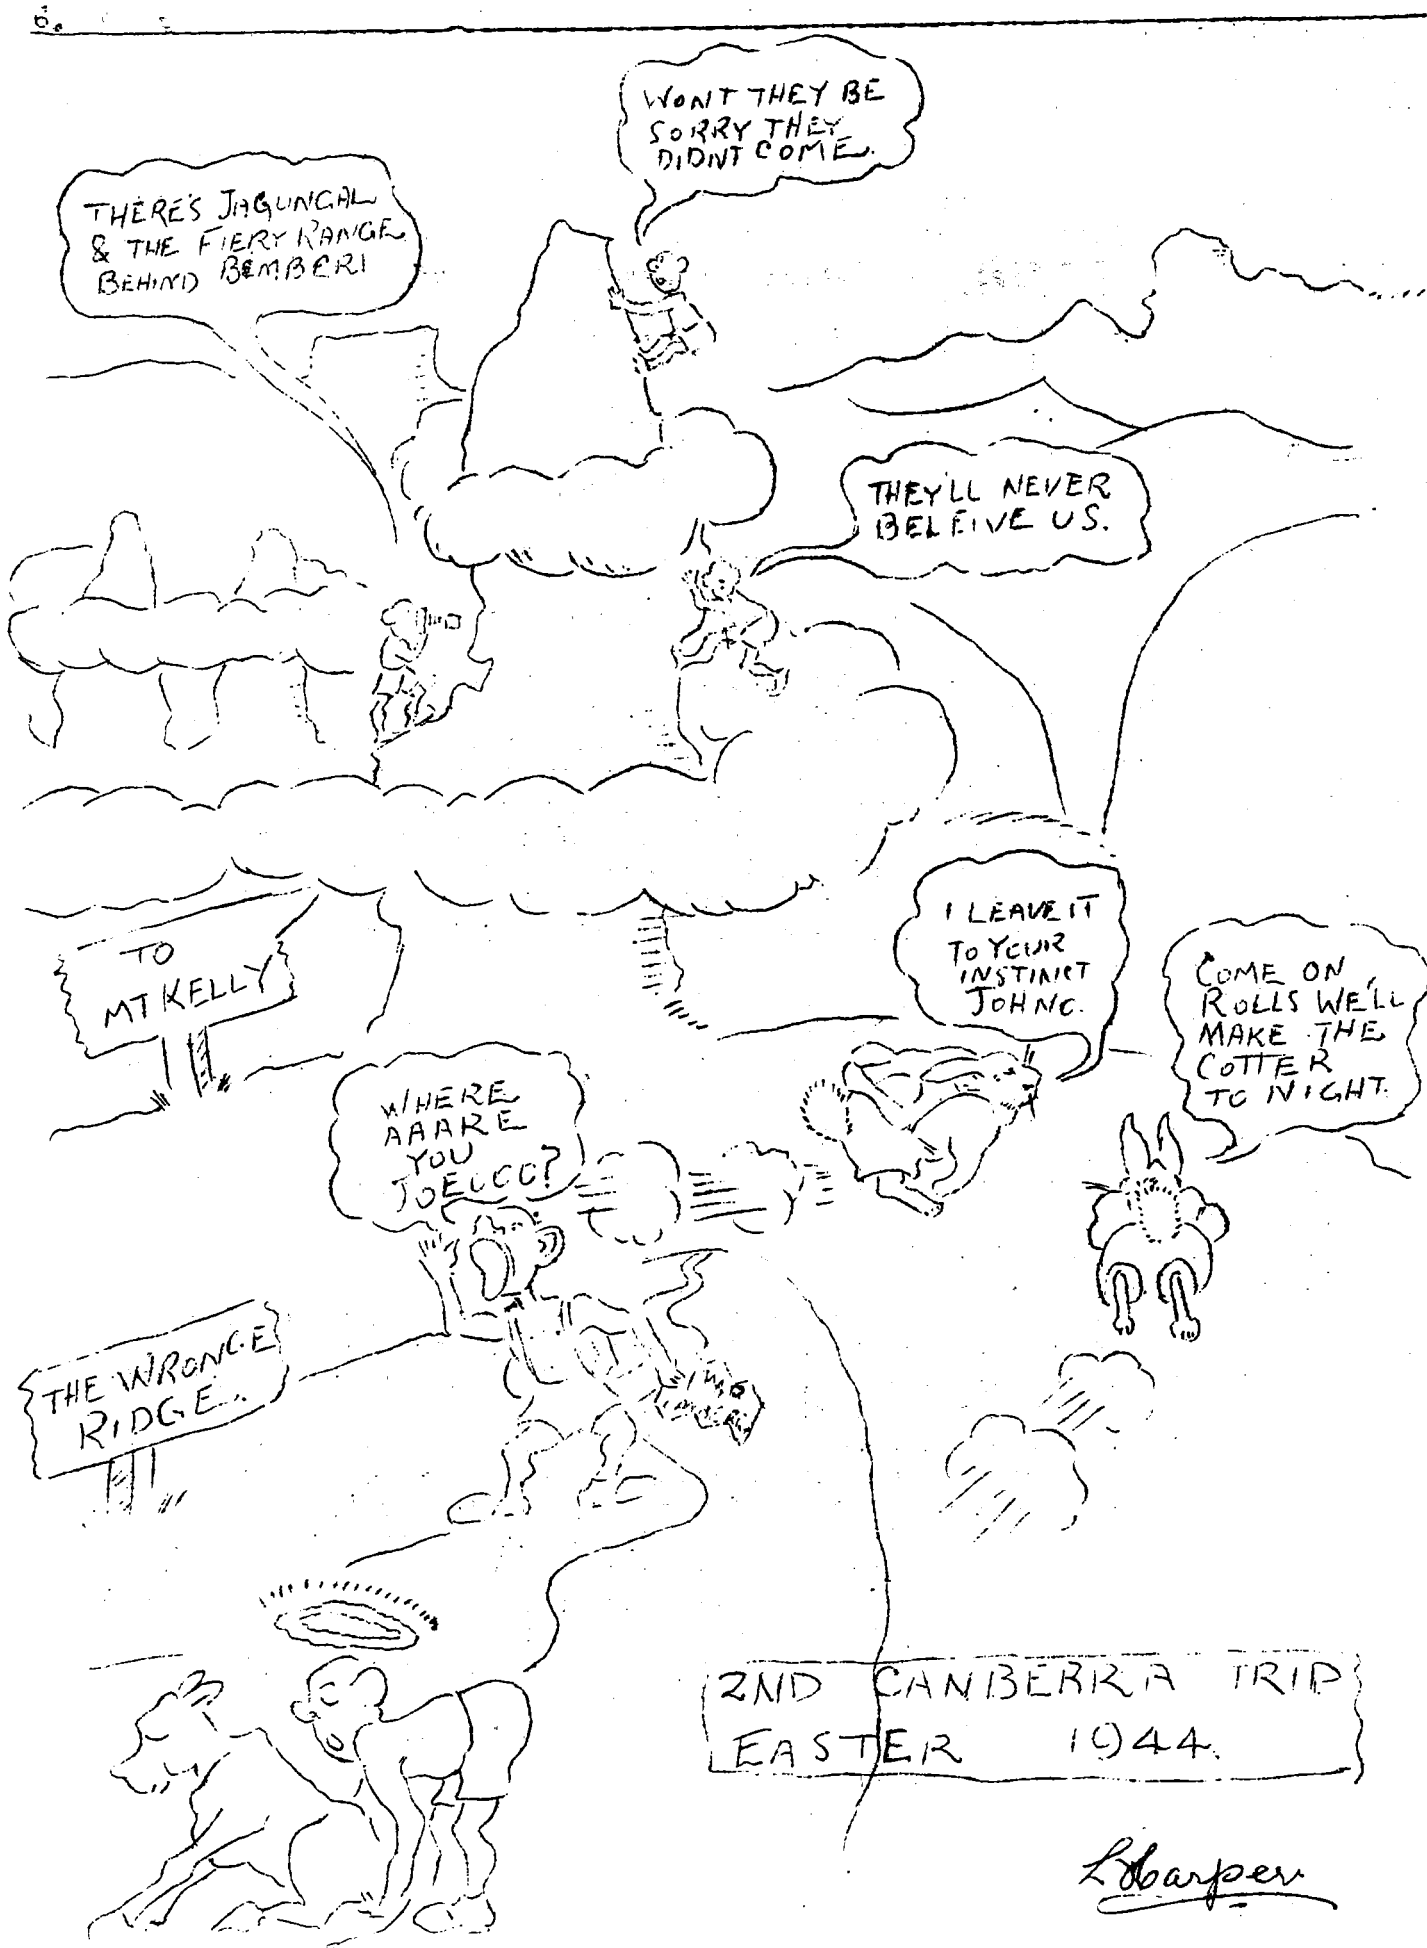 6.
WONT THEY BE
SORRY THEY
DIDNT COME.
THERE'S JAGUNGAL
& THE FIERY RANGE
BEHIND BEMBERI
THEY'LL NEVER
BELEIVE US.
I LEAVE IT
TO YOUR
INSTINCT
JOHNO.
COME ON
ROLLS WE'LL
MAKE THE
COTTER
TO NIGHT.
TO
MT KELLY
WHERE
AAARE
YOU
JOEOOO?
THE WRONGE
RIDGE.
2ND CANBERRA TRIP
EASTER 1944.
L Harper